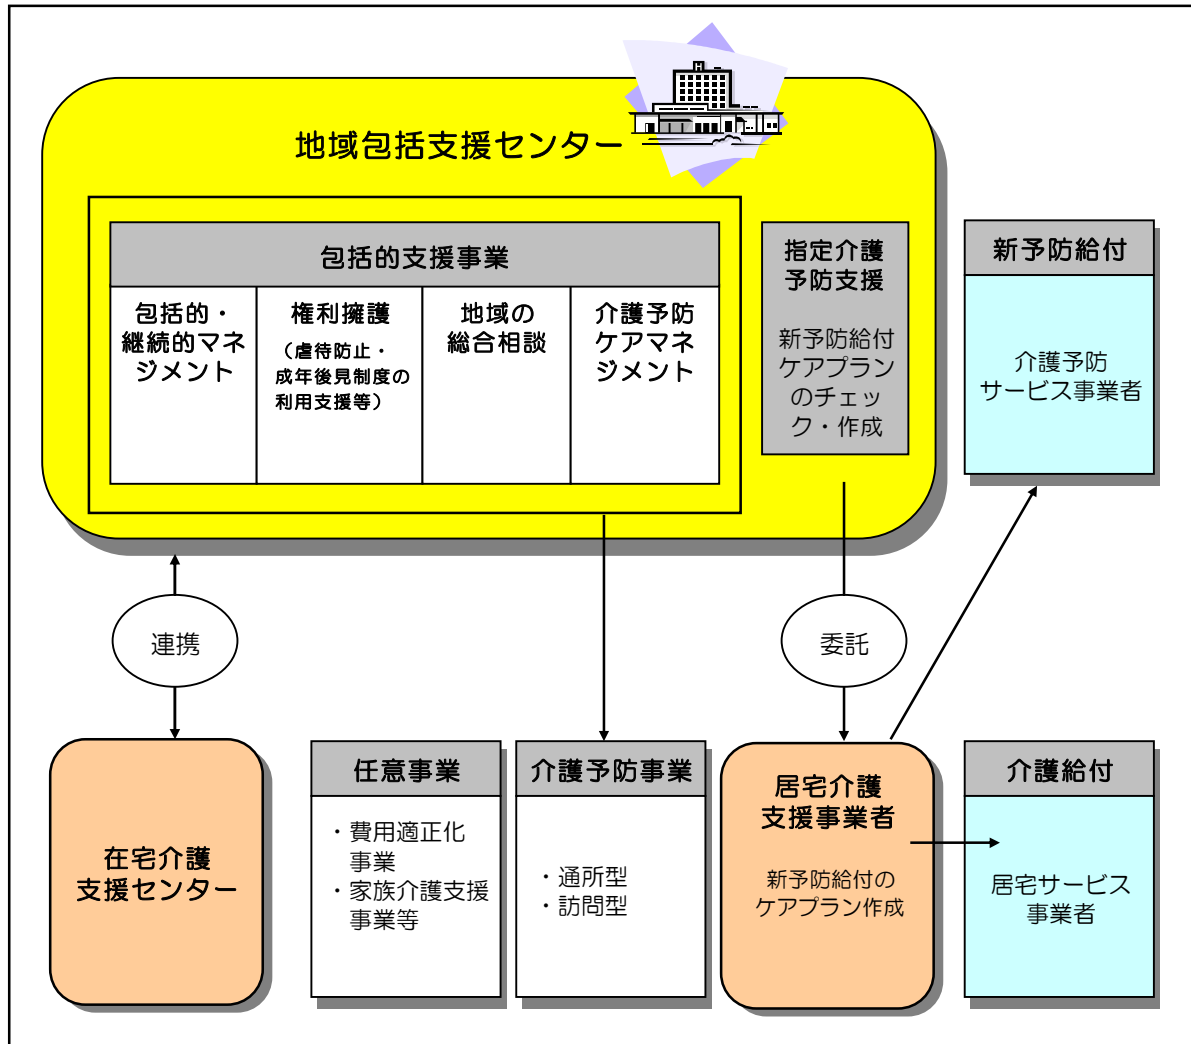 地域包括支援センター
包括的支援事業
包括的・
継続的マネ
ジメント
権利擁護
（虐待防止・
成年後見制度の
利用支援等）
地域の
総合相談
介護予防
ケアマネ
ジメント
指定介護
予防支援
新予防給付
ケアプラン
のチェッ
ク・作成
新予防給付
介護予防
サービス事業者
連携
委託
在宅介護
支援センター
任意事業
・費用適正化
事業
・家族介護支援
事業等
介護予防事業
・通所型
・訪問型
居宅介護
支援事業者
新予防給付の
ケアプラン作成
介護給付
居宅サービス
事業者